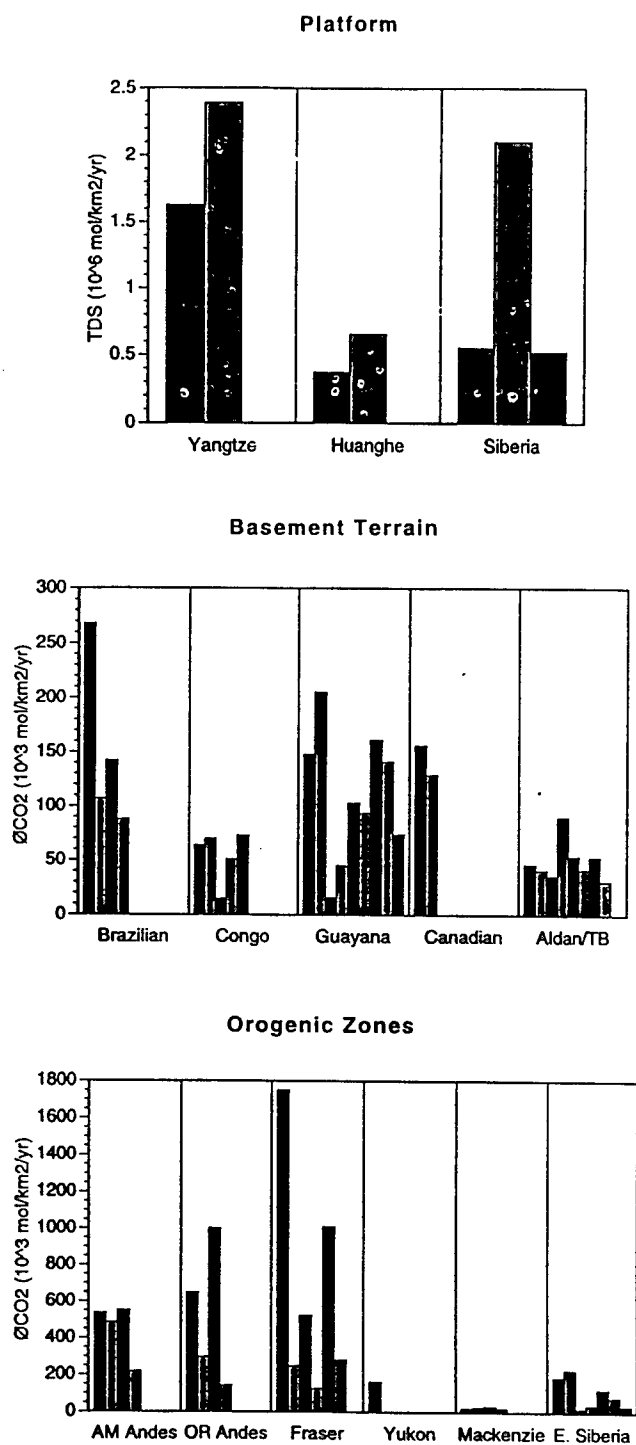 Platform
TDS (10^6 mol/km2/yr)
2.5
2
1.5
1
0.5
0
Yangtze Huanghe Siberia
Basement Terrain
ØCO2 (10^3 mol/km2/yr)
300
250
200
150
100
50
0
Brazilian Congo Guayana Canadian Aldan/TB
Orogenic Zones
ØCO2 (10^3 mol/km2/yr)
1800
1600
1400
1200
1000
800
600
400
200
0
AM Andes OR Andes Fraser Yukon Mackenzie E. Siberia